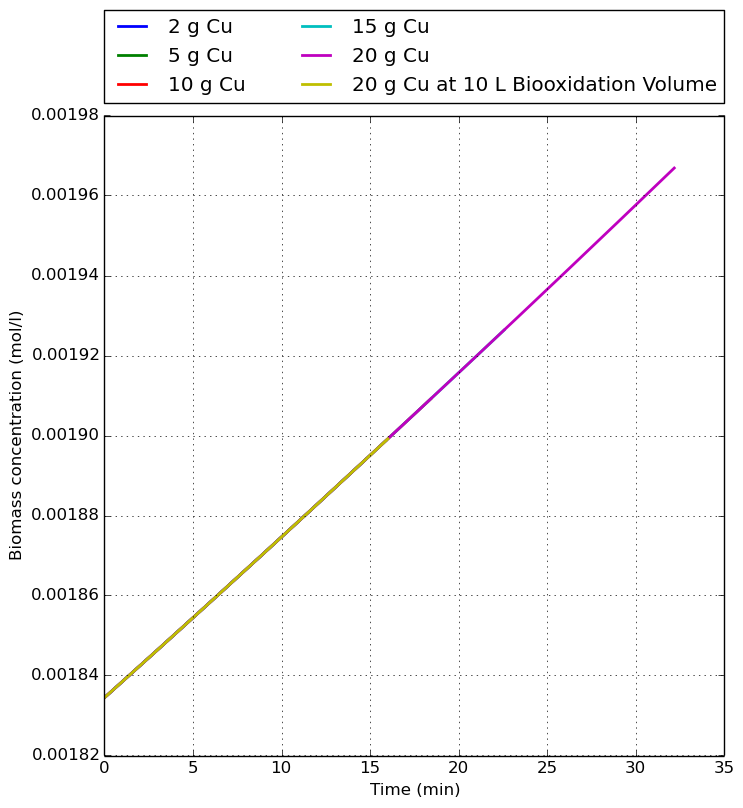 2 g Cu
5 g Cu
10 g Cu
15 g Cu
20 g Cu
20 g Cu at 10 L Biooxidation Volume
0.00198
0.00196
0.00194
0.00192
0.00190
0.00188
0.00186
0.00184
0.00182
Biomass concentration (mol/l)
0 5 10 15 20 25 30 35
Time (min)